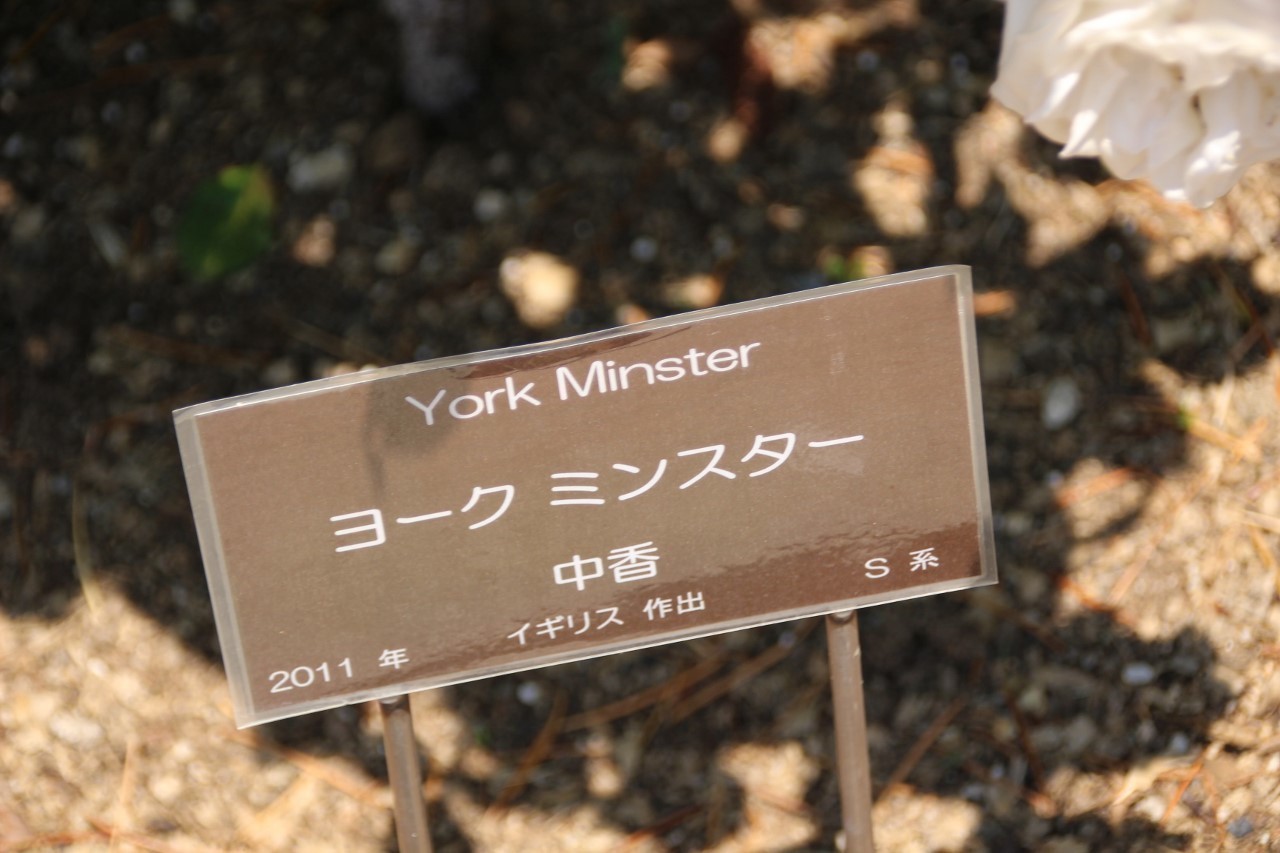 York Minster
ヨーク ミンスター
中香
2011 年 イギリス 作出 S 系